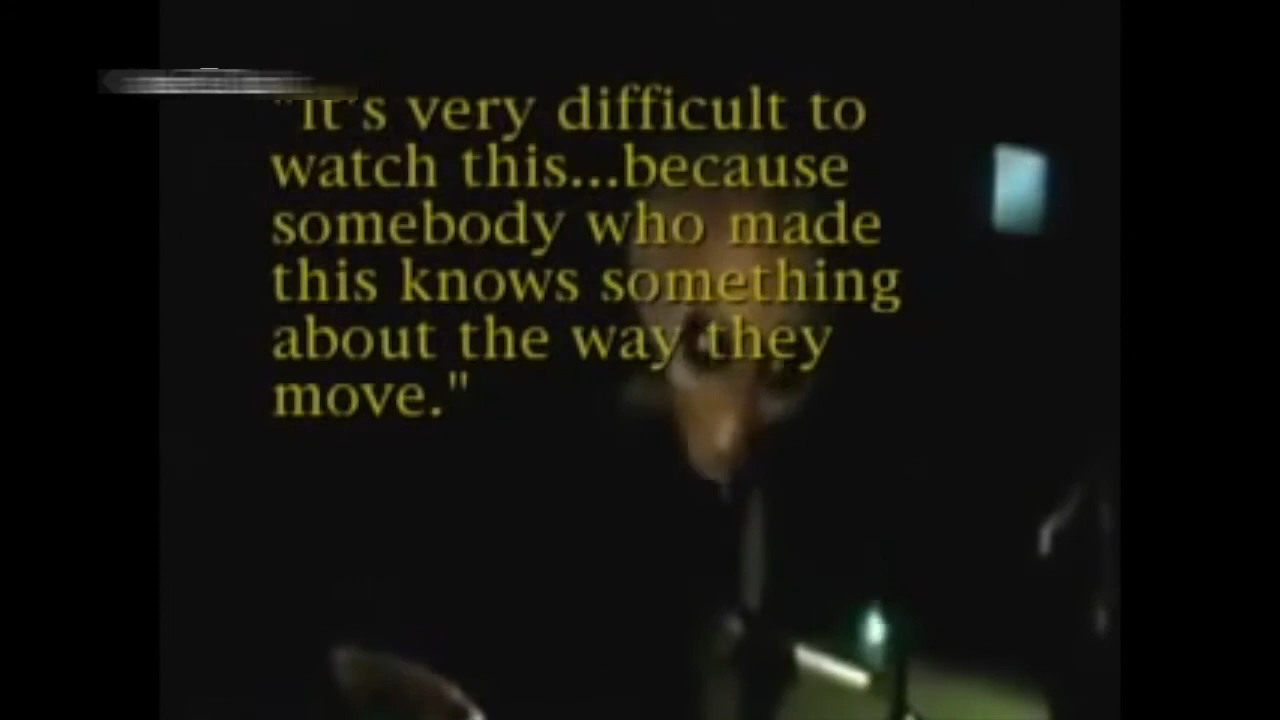 "It's very difficult to
watch this...because
somebody who made
this knows something
about the way they
move."